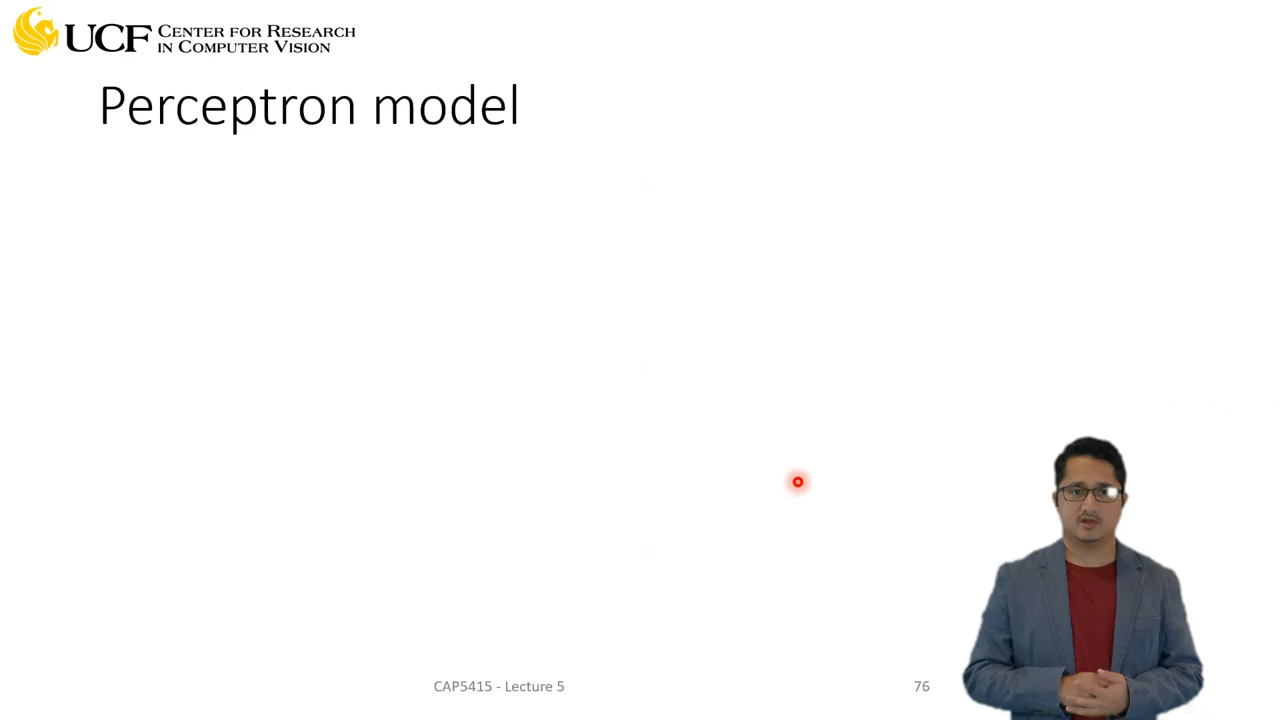 UCF CENTER FOR RESEARCH
IN COMPUTER VISION
Perceptron model
CAP5415 - Lecture 5
76